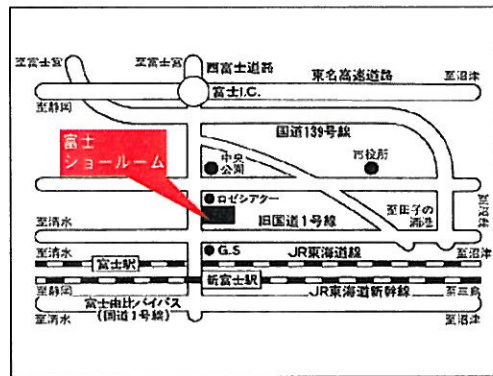 至富士宮
至富士宮
西富士道路
東名高速道路
至沼津
富士I.C.
至静岡
国道139号線
富士
ショールーム
中央
公園
市役所
ロゼシアター
至田子の
浦港
至清水
旧国道1号線
至清水
G.S
JR東海道線
至沼津
富士駅
新富士駅
至静岡
JR東海道新幹線
至三島
富士由比バイパス
(国道1号線)
至清水
至沼津